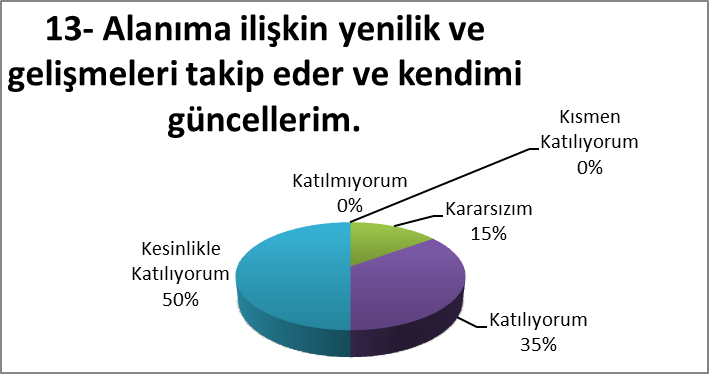 13- Alanıma ilişkin yenilik ve
gelişmeleri takip eder ve kendimi
güncellerim.
Kısmen
Katılıyorum
0%
Katılmıyorum
0%
Kararsızım
15%
Kesinlikle
Katılıyorum
50%
Katılıyorum
35%